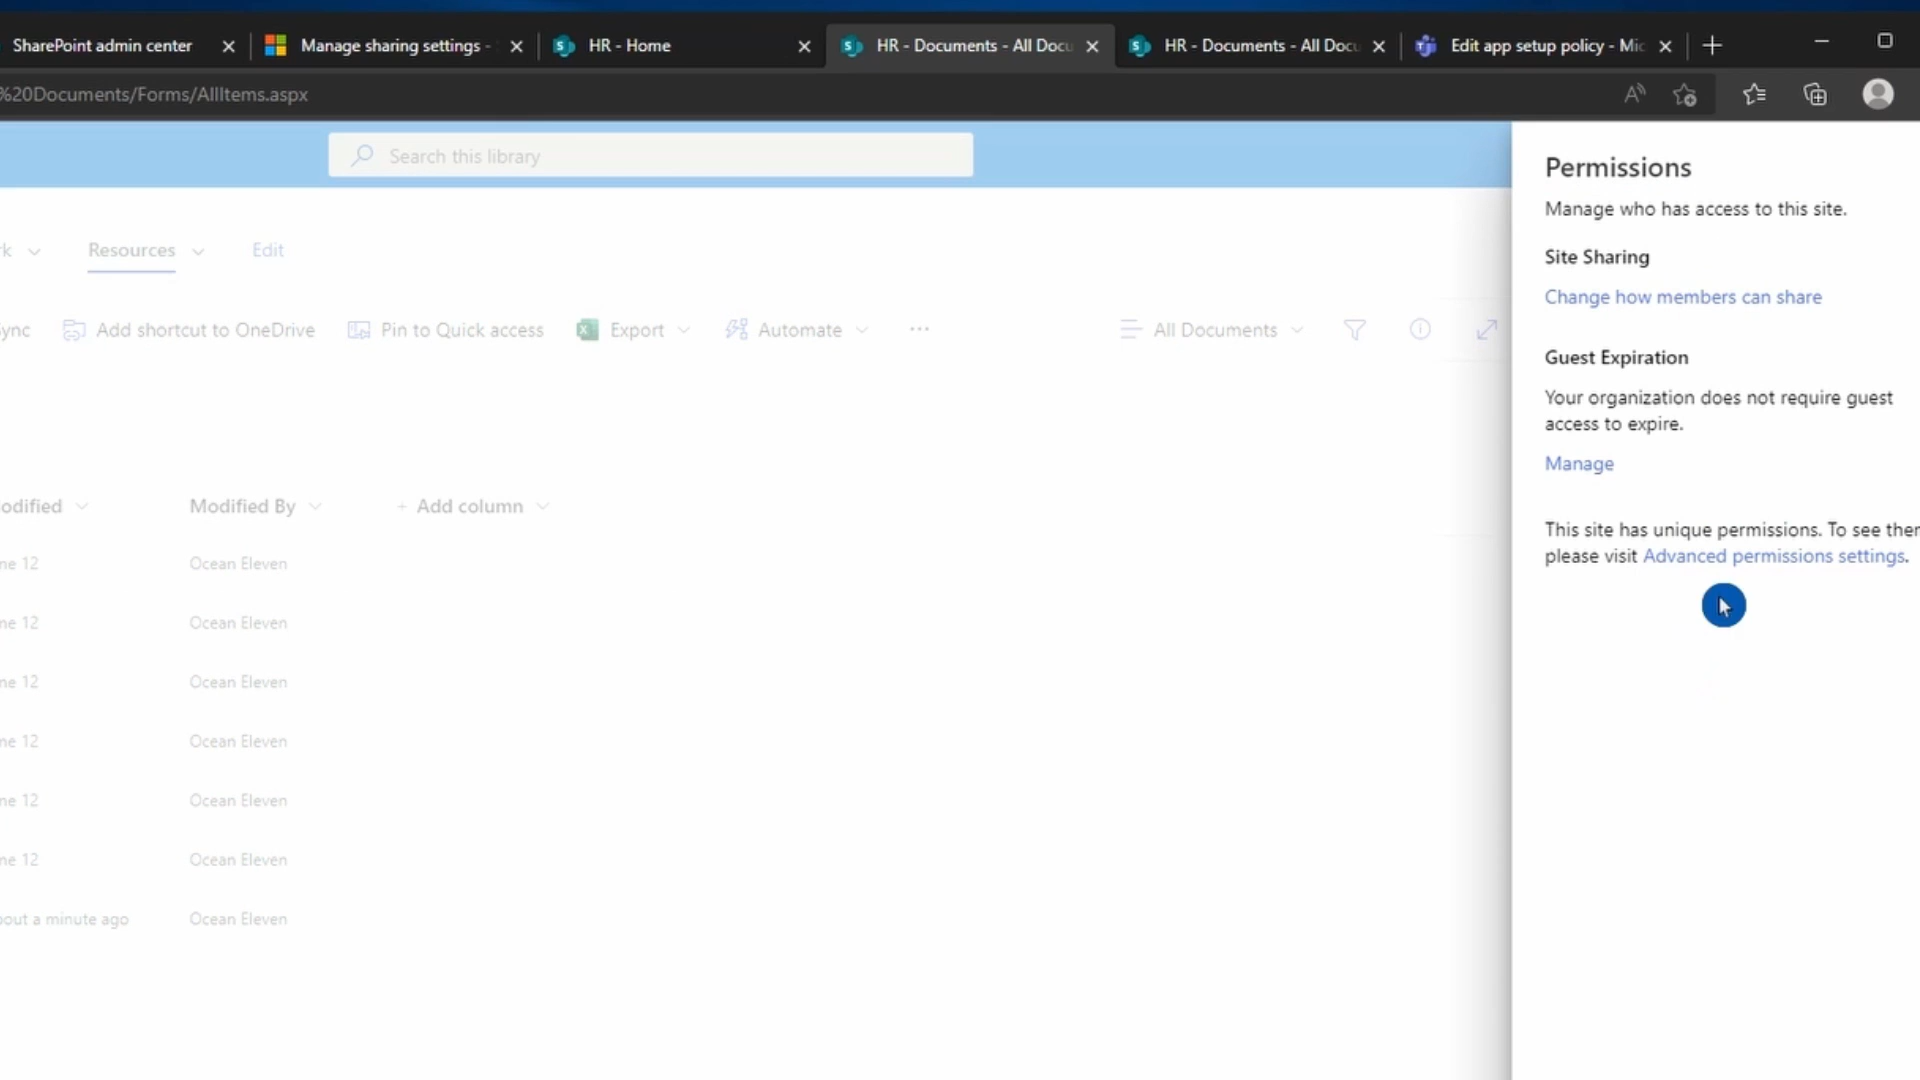 SharePoint admin center
Manage sharing settings -
HR - Home
HR - Documents - All Docu
HR - Documents - All Docu
Edit app setup policy - Mic
%20Documents/Forms/AllItems.aspx
Search this library
Permissions
Manage who has access to this site.
Site Sharing
Change how members can share
Guest Expiration
Your organization does not require guest
access to expire.
Manage
This site has unique permissions. To see ther
please visit Advanced permissions settings.
rk
Resources
Edit
ync
Add shortcut to OneDrive
Pin to Quick access
Export
Automate
All Documents
odified
Modified By
+ Add column
ne 12
Ocean Eleven
ne 12
Ocean Eleven
ne 12
Ocean Eleven
ne 12
Ocean Eleven
ne 12
Ocean Eleven
ne 12
Ocean Eleven
bout a minute ago
Ocean Eleven